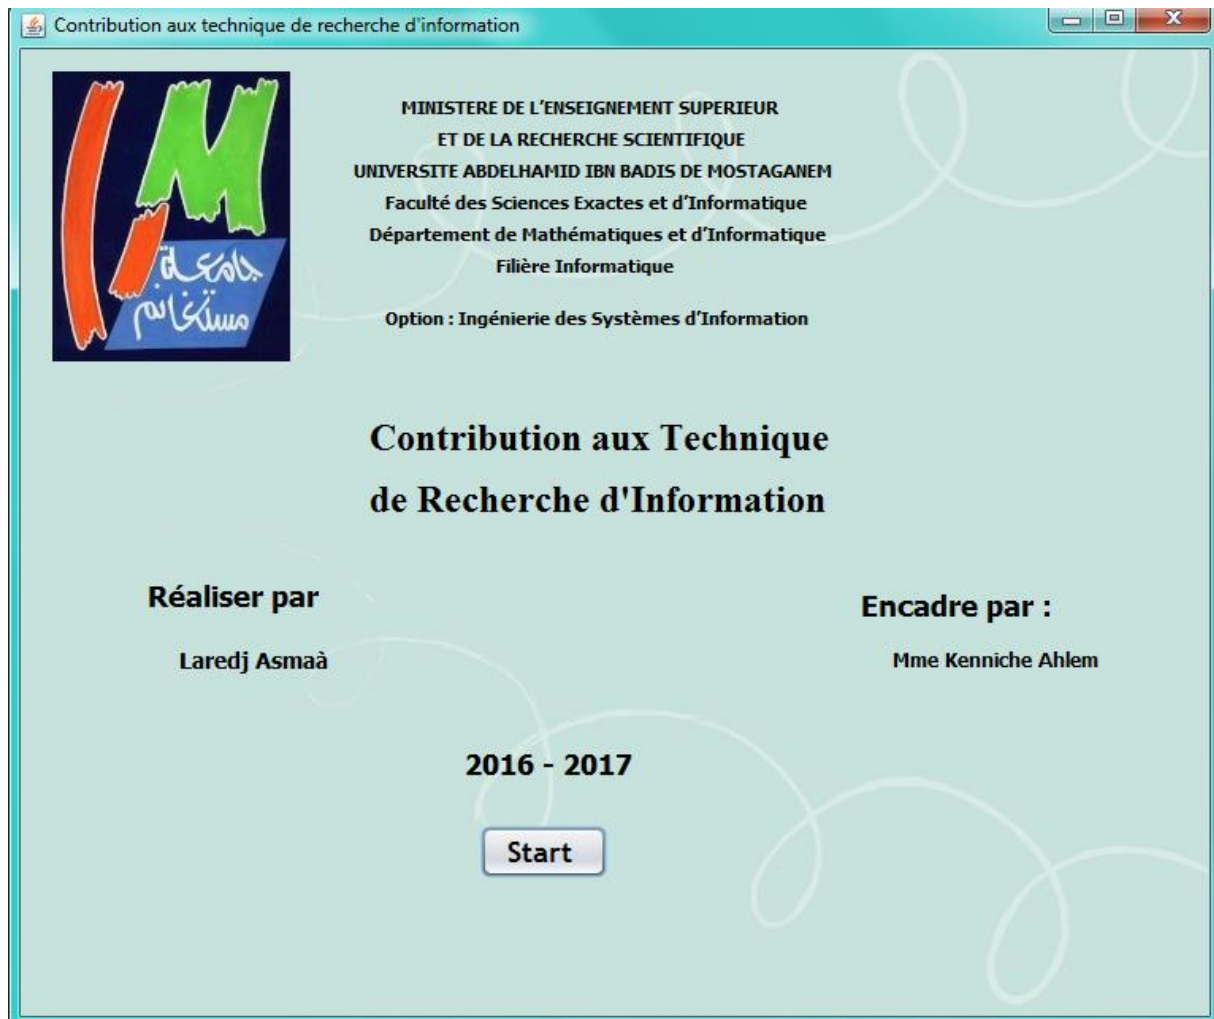 Contribution aux technique de recherche d'information
MINISTERE DE L'ENSEIGNEMENT SUPERIEUR
ET DE LA RECHERCHE SCIENTIFIQUE
UNIVERSITE ABDELHAMID IBN BADIS DE MOSTAGANEM
Faculté des Sciences Exactes et d'Informatique
Département de Mathématiques et d'Informatique
Filière Informatique
Option : Ingénierie des Systèmes d'Information
جامعة
مستغانم
Contribution aux Technique
de Recherche d'Information
Réaliser par
Laredj Asmaà
Encadre par :
Mme Kenniche Ahlem
2016 - 2017
Start